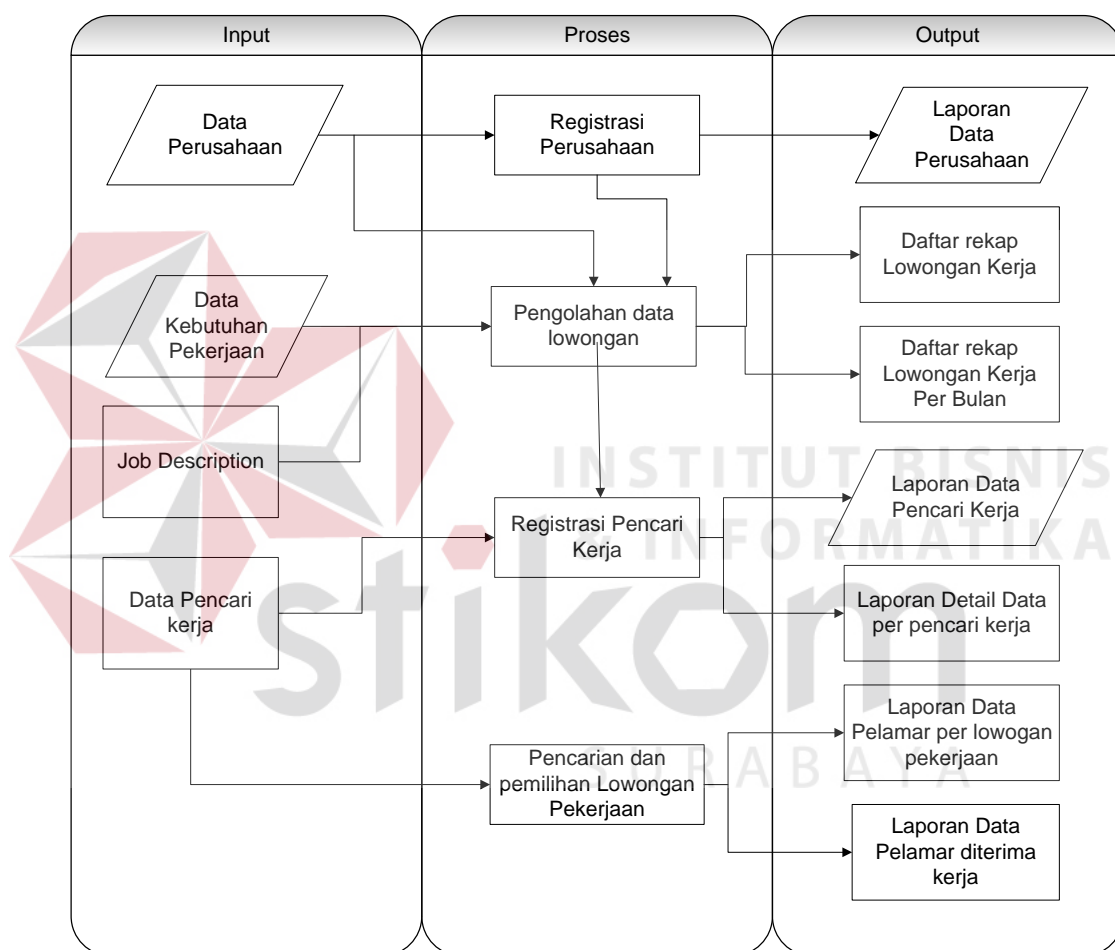 Input
Proses
Output
Data
Perusahaan
Registrasi
Perusahaan
Laporan
Data
Perusahaan
Daftar rekap
Lowongan Kerja
Data
Kebutuhan
Pekerjaan
Pengolahan data
lowongan
Daftar rekap
Lowongan Kerja
Per Bulan
Job Description
INSTITUT BISNIS
& INFORMATIKA
Laporan Data
Pencari Kerja
Registrasi Pencari
Kerja
Data Pencari
kerja
Laporan Detail Data
per pencari kerja
stikom
SURABAYA
Laporan Data
Pelamar per lowogan
pekerjaan
Pencarian dan
pemilihan Lowongan
Pekerjaan
Laporan Data
Pelamar diterima
kerja